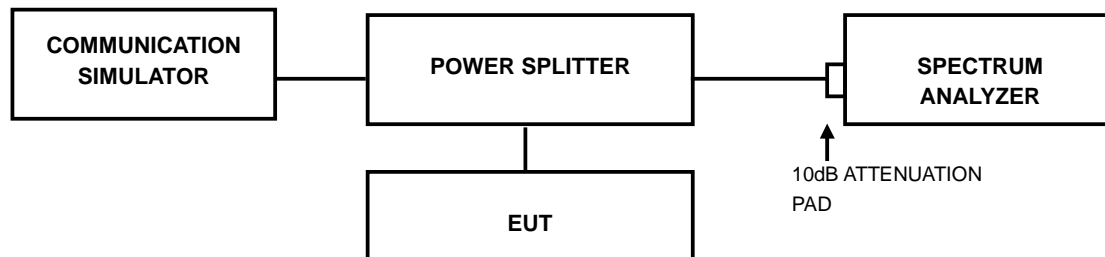 COMMUNICATION
SIMULATOR
POWER SPLITTER
SPECTRUM
ANALYZER
10dB ATTENUATION
PAD
EUT